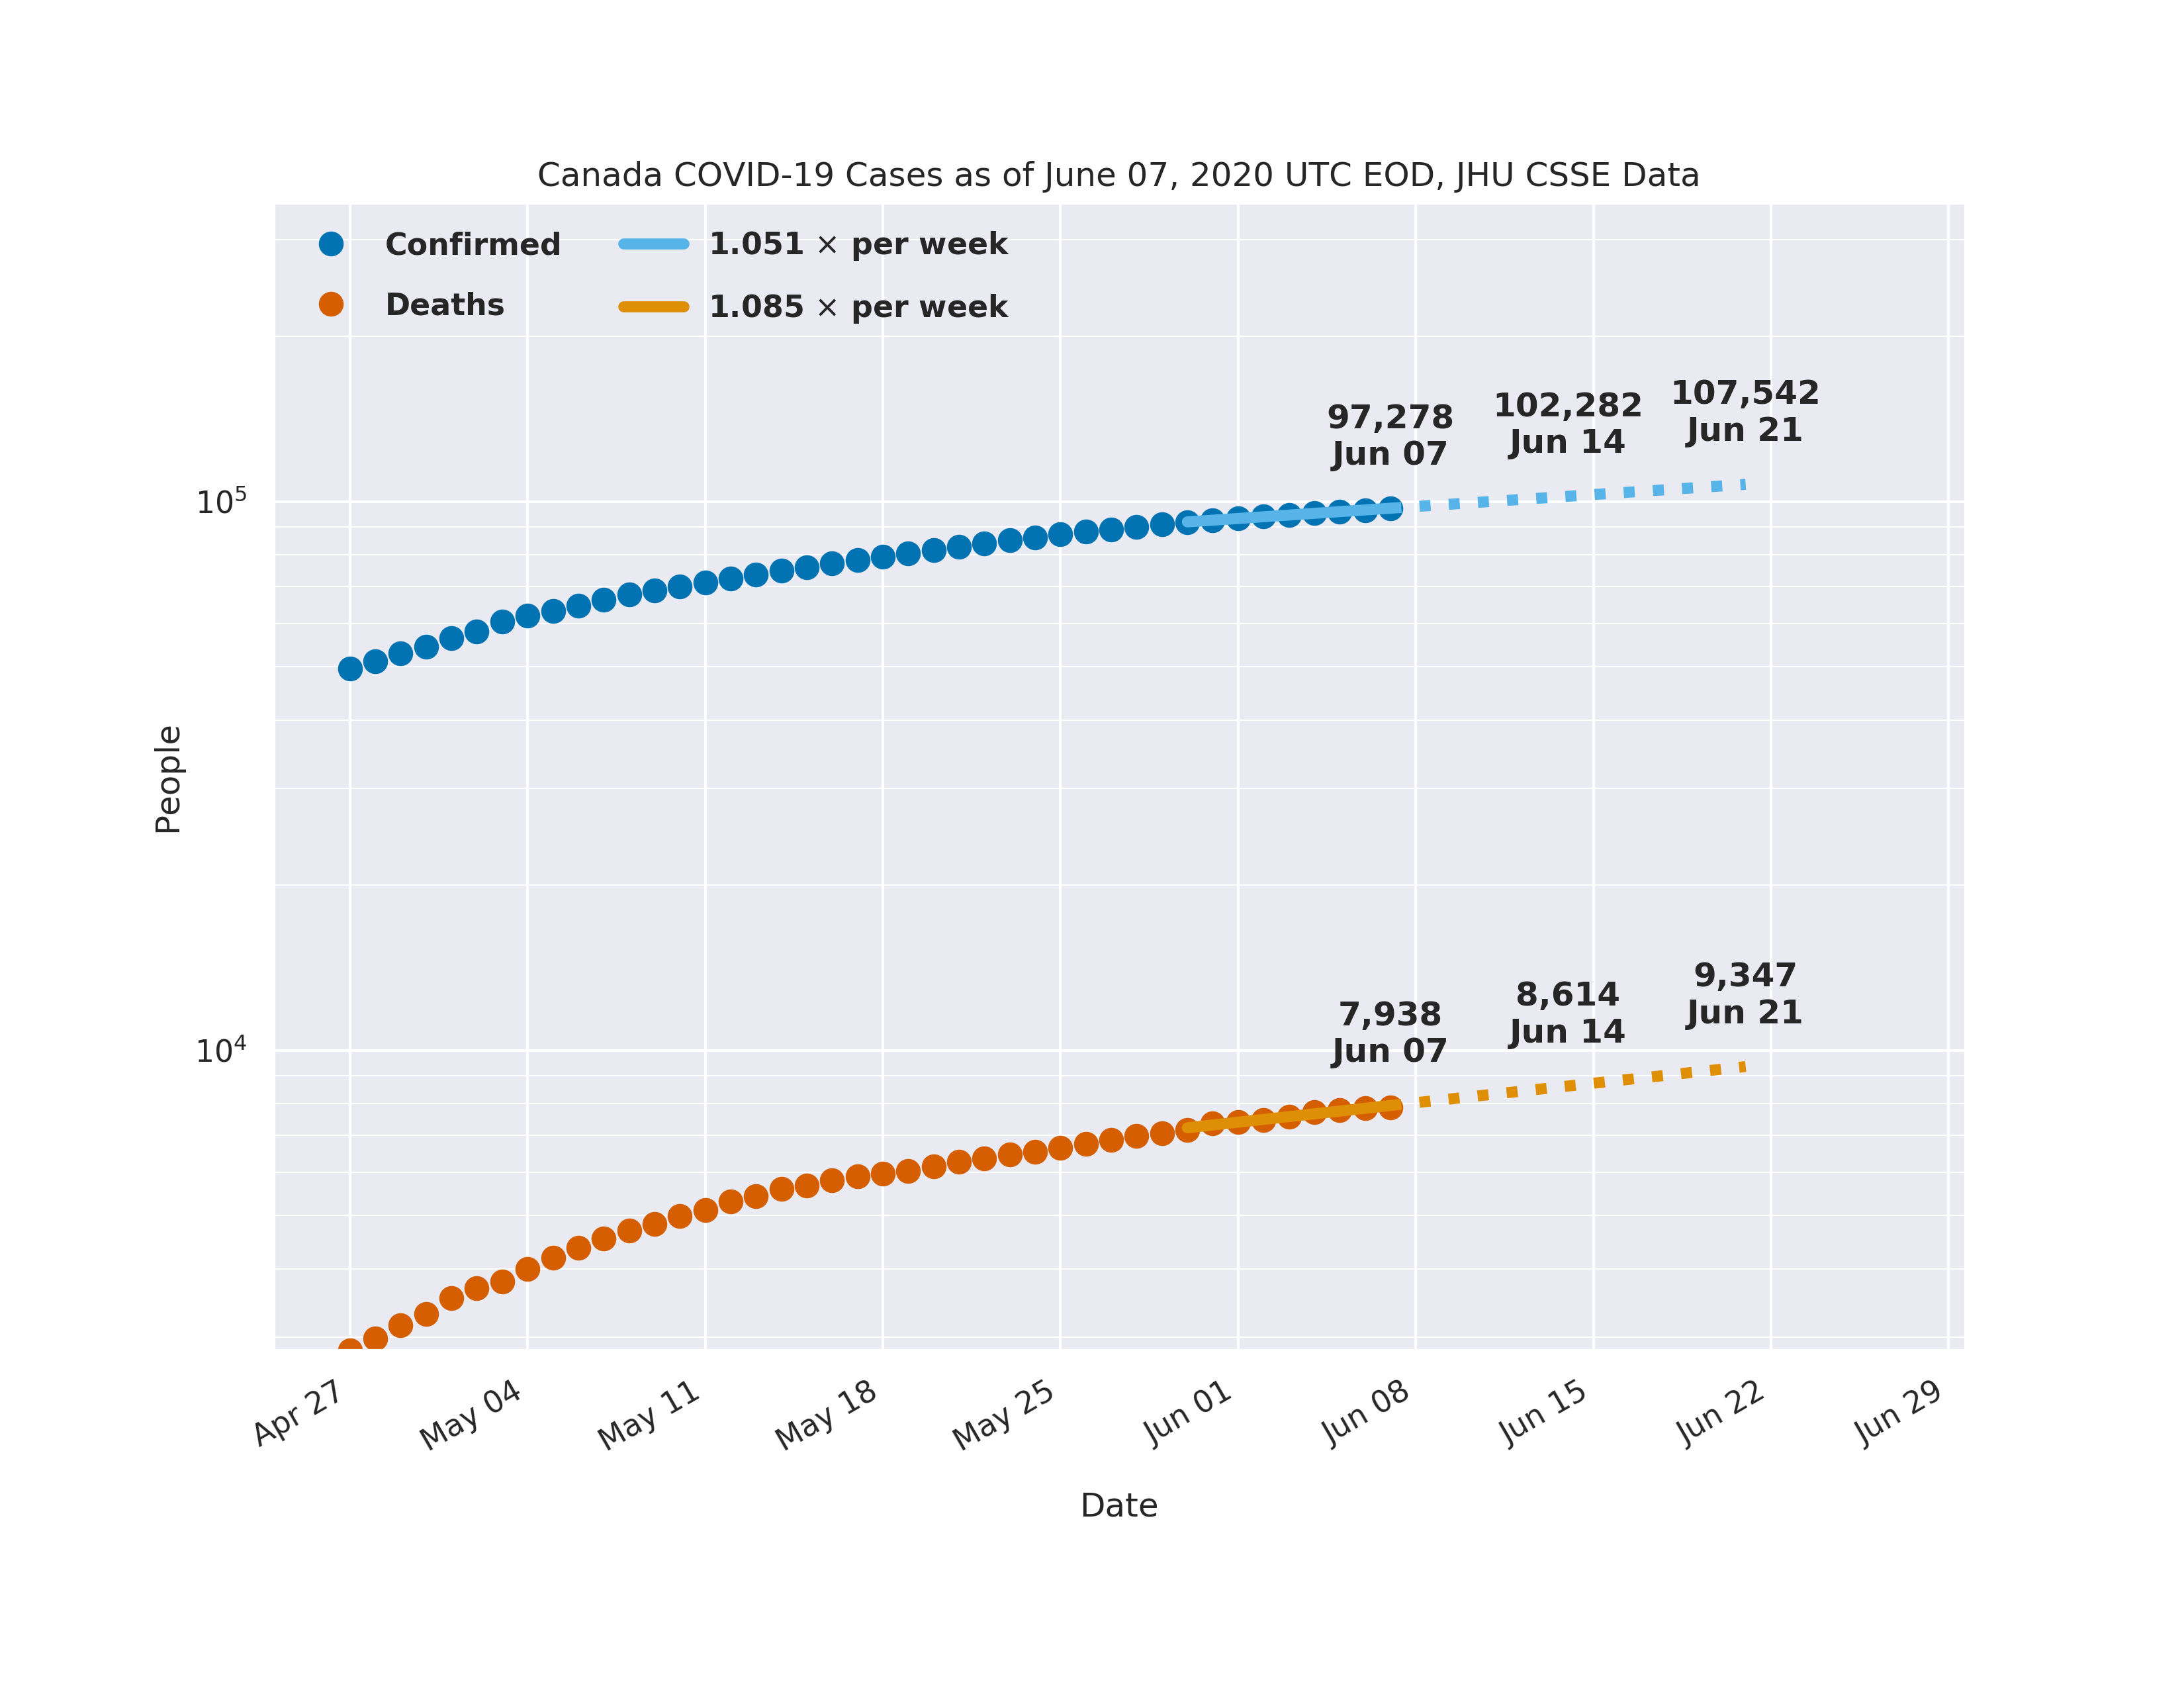 Canada COVID-19 Cases as of June 07, 2020 UTC EOD, JHU CSSE Data
Confirmed
Deaths
1.051 × per week
1.085 × per week
97,278
Jun 07
102,282
Jun 14
107,542
Jun 21
7,938
Jun 07
8,614
Jun 14
9,347
Jun 21
10⁵
10⁴
People
Apr 27
May 04
May 11
May 18
May 25
Jun 01
Jun 08
Jun 15
Jun 22
Jun 29
Date